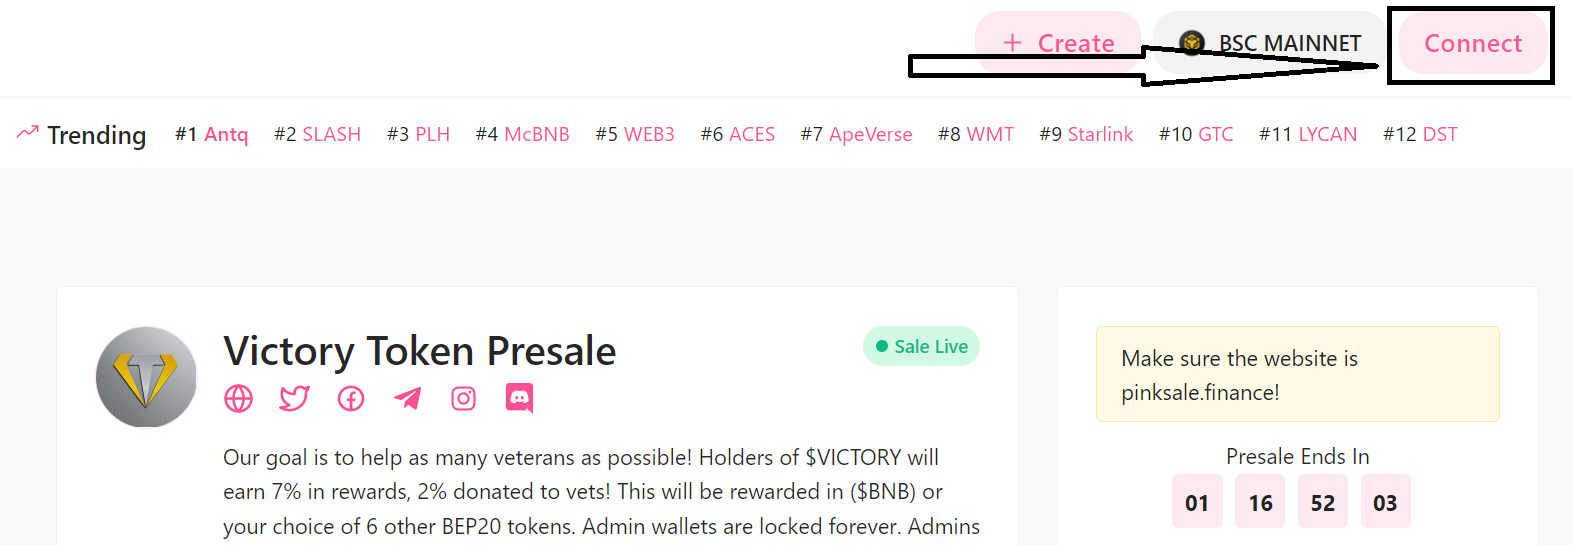 + Create BSC MAINNET Connect
Trending #1 Antq #2 SLASH #3 PLH #4 McBNB #5 WEB3 #6 ACES #7 ApeVerse #8 WMT #9 Starlink #10 GTC #11 LYCAN #12 DST
Victory Token Presale
Sale Live
Our goal is to help as many veterans as possible! Holders of $VICTORY will
earn 7% in rewards, 2% donated to vets! This will be rewarded in ($BNB) or
your choice of 6 other BEP20 tokens. Admin wallets are locked forever. Admins
Make sure the website is
pinksale.finance!
Presale Ends In
01 16 52 03